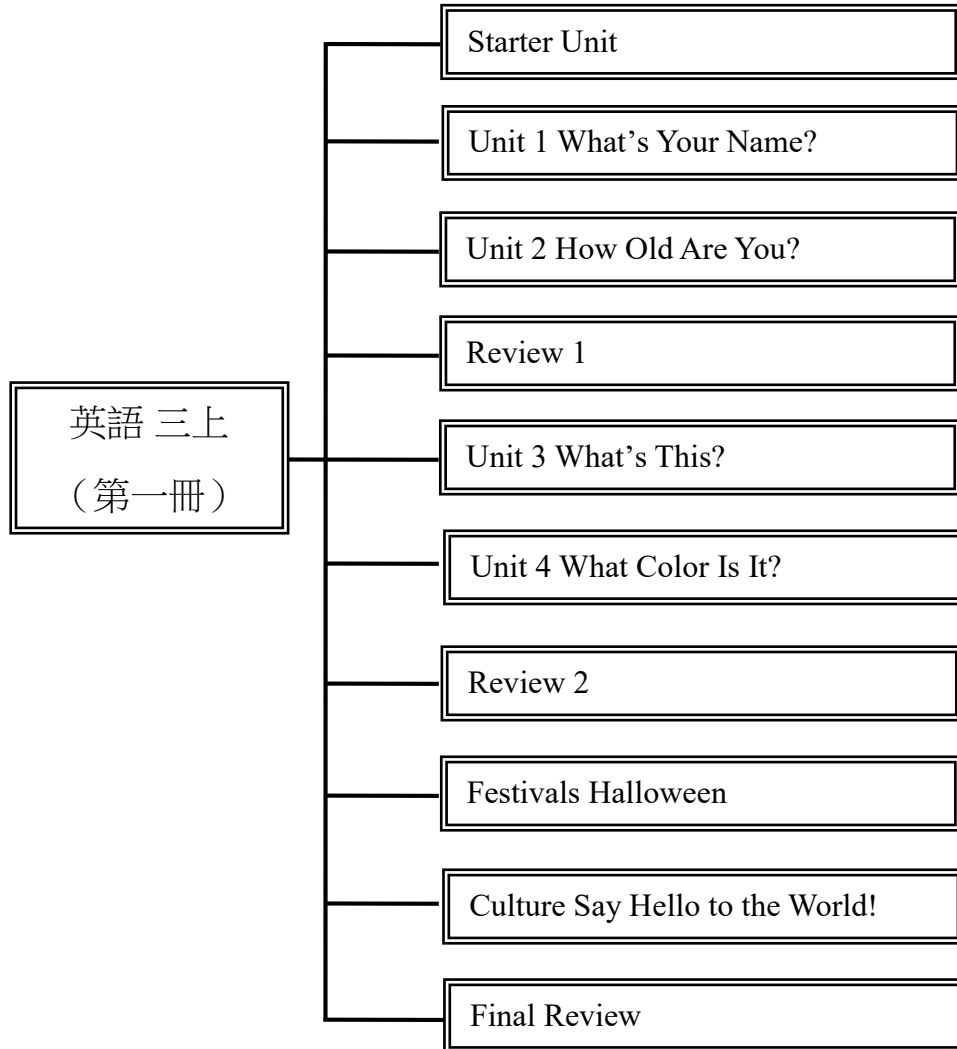 Starter Unit
Unit 1 What’s Your Name?
Unit 2 How Old Are You?
Review 1
英語 三上
（第一冊）
Unit 3 What’s This?
Unit 4 What Color Is It?
Review 2
Festivals Halloween
Culture Say Hello to the World!
Final Review